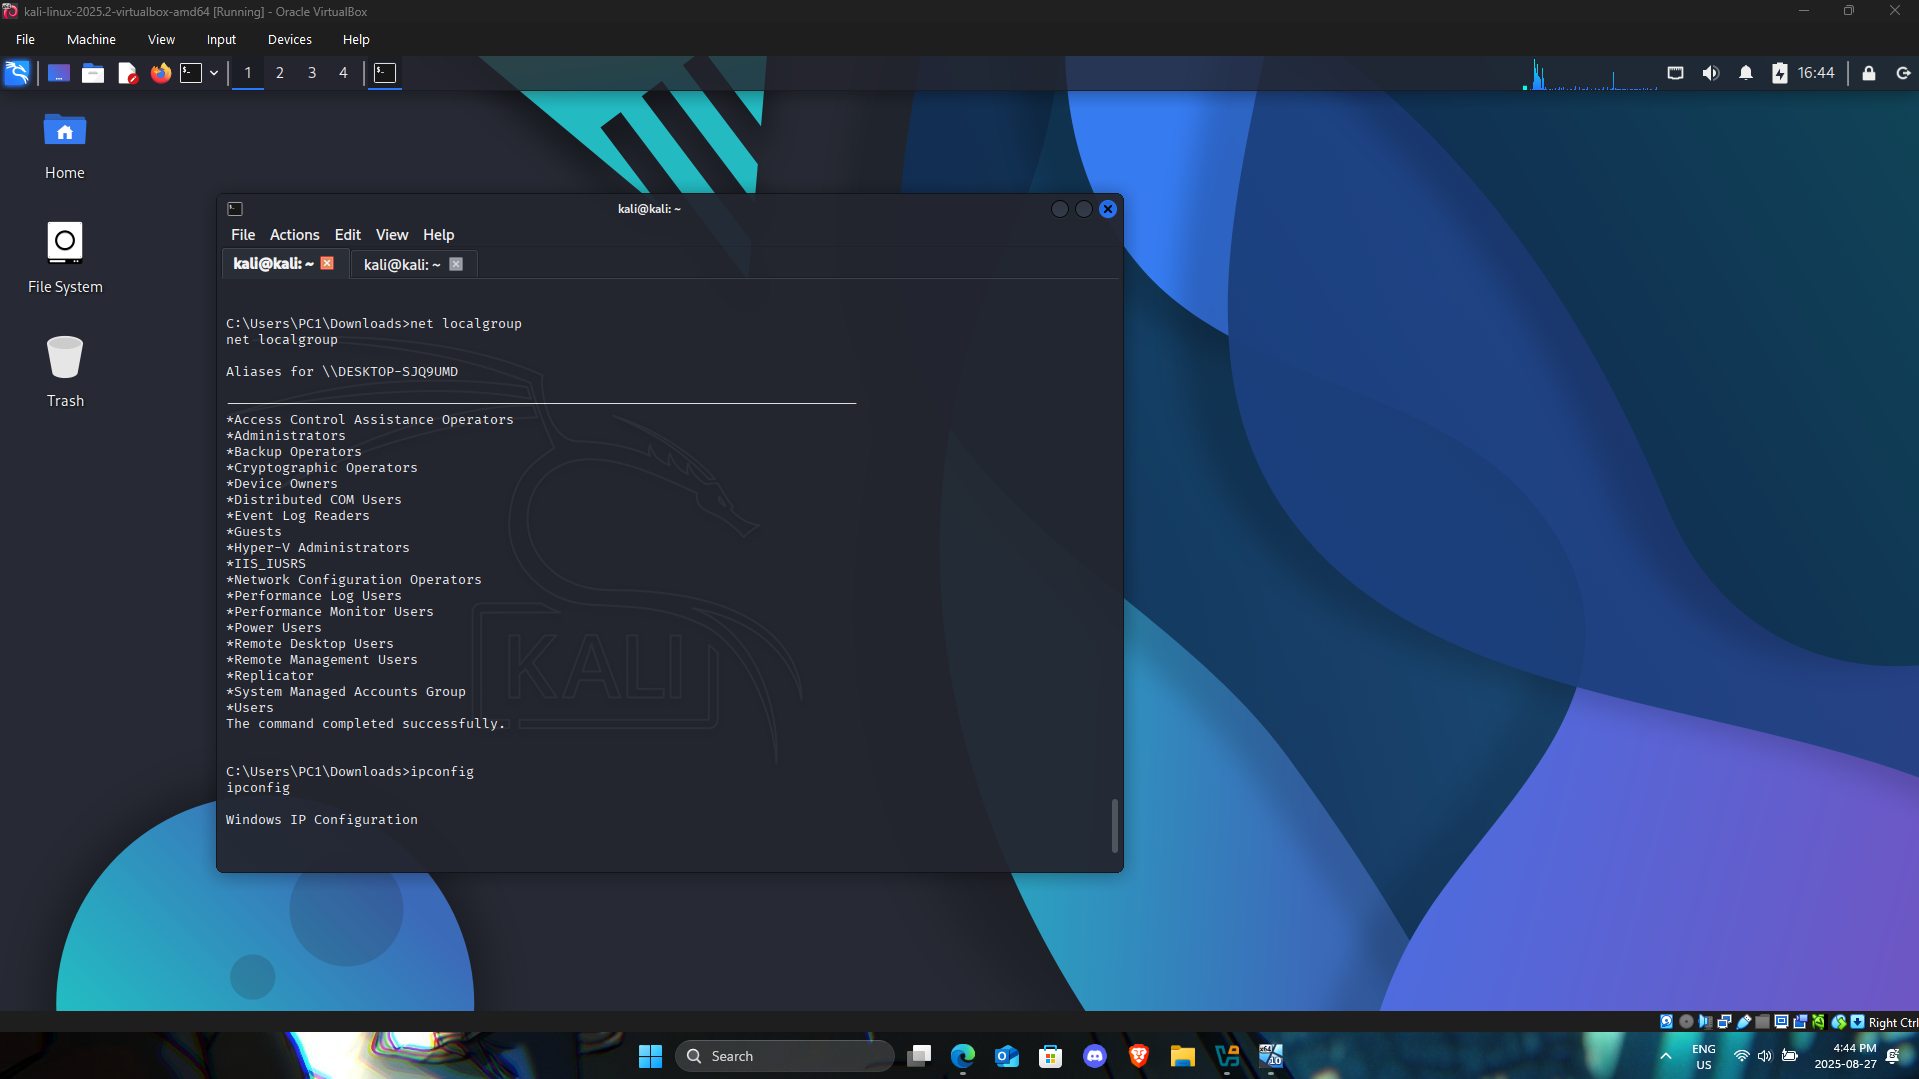 kali-linux-2025.2-virtualbox-amd64 [Running] - Oracle VirtualBox
File Machine View Input Devices Help
1 2 3 4
16:44
Home
File System
Trash
kali@kali: ~
File Actions Edit View Help
kali@kali: ~ kali@kali: ~
C:\Users\PC1\Downloads>net localgroup
net localgroup
Aliases for \\DESKTOP-SJQ9UMD
*Access Control Assistance Operators
*Administrators
*Backup Operators
*Cryptographic Operators
*Device Owners
*Distributed COM Users
*Event Log Readers
*Guests
*Hyper-V Administrators
*IIS_IUSRS
*Network Configuration Operators
*Performance Log Users
*Performance Monitor Users
*Power Users
*Remote Desktop Users
*Remote Management Users
*Replicator
*System Managed Accounts Group
*Users
The command completed successfully.
KALI
C:\Users\PC1\Downloads>ipconfig
ipconfig
Windows IP Configuration
Right Ctrl
Search
ENG
US
4:44 PM
2025-08-27